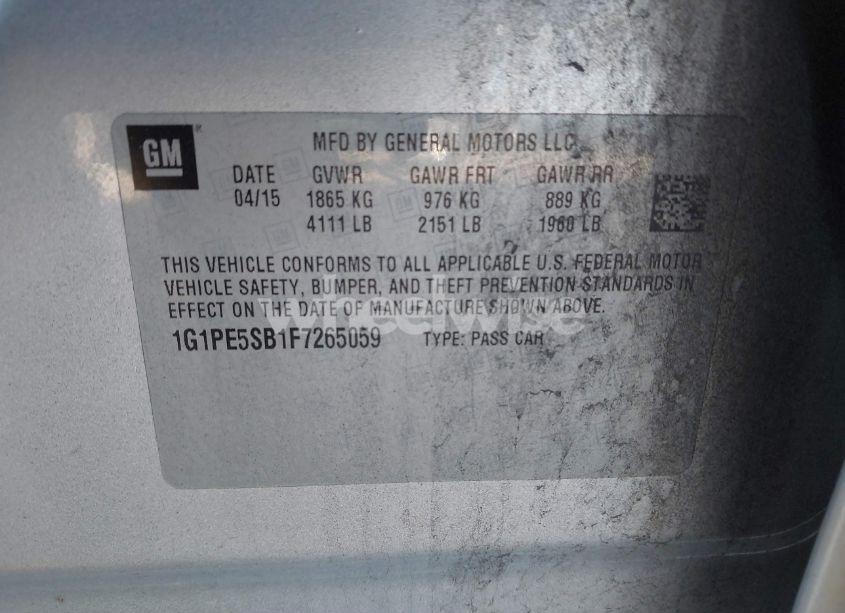 GM
MFD BY GENERAL MOTORS LLC
DATE GVWR GAWR FRT GAWR RR
04/15 1865 KG 976 KG 889 KG
4111 LB 2151 LB 1960 LB
THIS VEHICLE CONFORMS TO ALL APPLICABLE U.S. FEDERAL MOTOR
VEHICLE SAFETY, BUMPER, AND THEFT PREVENTION STANDARDS IN
EFFECT ON THE DATE OF MANUFACTURE SHOWN ABOVE.
wheelwise
1G1PE5SB1F7265059 TYPE: PASS CAR